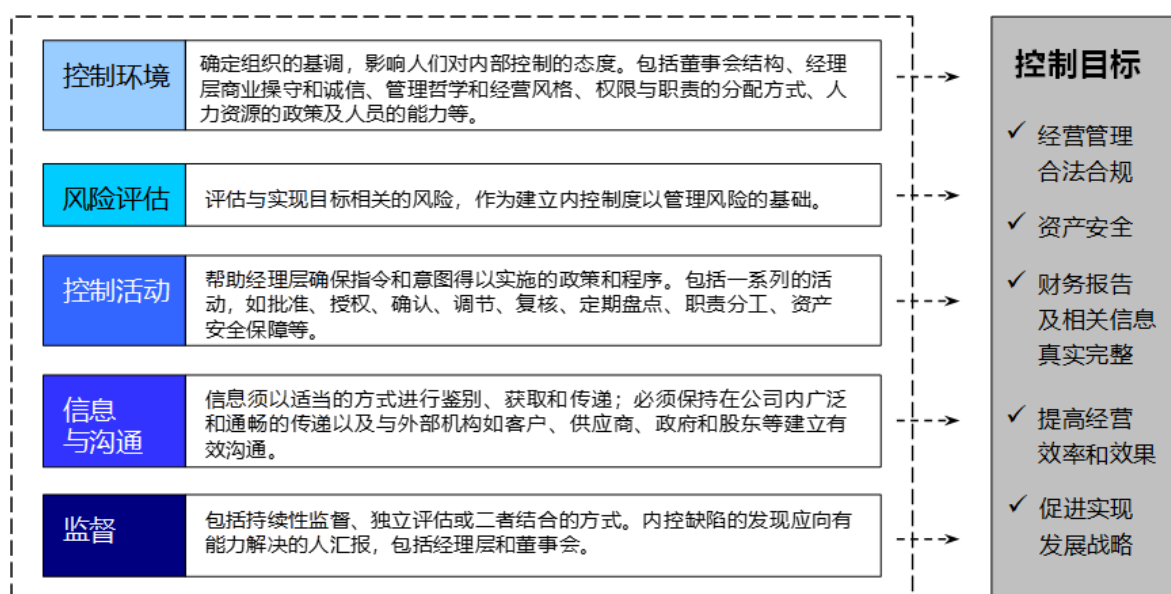 控制环境
确定组织的基调，影响人们对内部控制的态度。包括董事会结构、经理
层商业操守和诚信、管理哲学和经营风格、权限与职责的分配方式、人
力资源的政策及人员的能力等。
风险评估
评估与实现目标相关的风险，作为建立内控制度以管理风险的基础。
控制活动
帮助经理层确保指令和意图得以实施的政策和程序。包括一系列的活
动，如批准、授权、确认、调节、复核、定期盘点、职责分工、资产
安全保障等。
信息
与沟通
信息须以适当的方式进行鉴别、获取和传递；必须保持在公司内广泛
和通畅的传递以及与外部机构如客户、供应商、政府和股东等建立有
效沟通。
监督
包括持续性监督、独立评估或二者结合的方式。内控缺陷的发现应向有
能力解决的人汇报，包括经理层和董事会。
控制目标
✓ 经营管理
合法合规
✓ 资产安全
✓ 财务报告
及相关信息
真实完整
✓ 提高经营
效率和效果
✓ 促进实现
发展战略